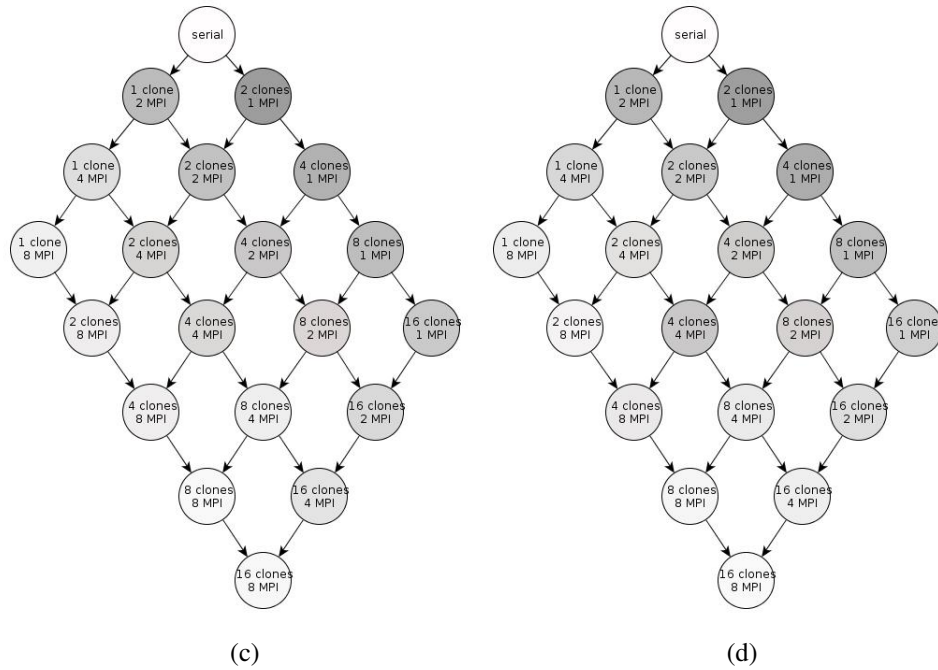 serial
1 clone
2 MPI
2 clones
1 MPI
1 clone
4 MPI
2 clones
2 MPI
4 clones
1 MPI
1 clone
8 MPI
2 clones
4 MPI
4 clones
2 MPI
8 clones
1 MPI
2 clones
8 MPI
4 clones
4 MPI
8 clones
2 MPI
16 clones
1 MPI
4 clones
8 MPI
8 clones
4 MPI
16 clones
2 MPI
8 clones
8 MPI
16 clones
4 MPI
16 clones
8 MPI
(c)
serial
1 clone
2 MPI
2 clones
1 MPI
1 clone
4 MPI
2 clones
2 MPI
4 clones
1 MPI
1 clone
8 MPI
2 clones
4 MPI
4 clones
2 MPI
8 clones
1 MPI
2 clones
8 MPI
4 clones
4 MPI
8 clones
2 MPI
16 clones
1 MPI
4 clones
8 MPI
8 clones
4 MPI
16 clones
2 MPI
8 clones
8 MPI
16 clones
4 MPI
16 clones
8 MPI
(d)